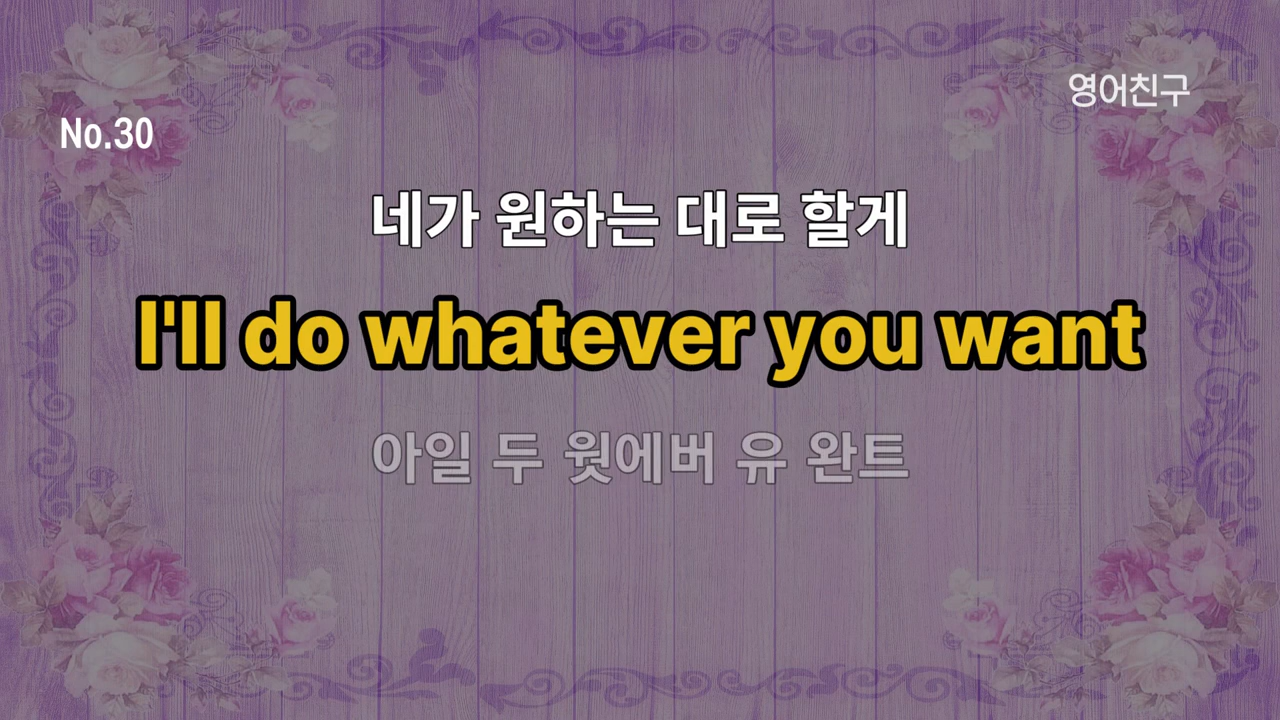 영어친구
No.30
네가 원하는 대로 할게
I'll do whatever you want
아일 두 윗에버 유 완트